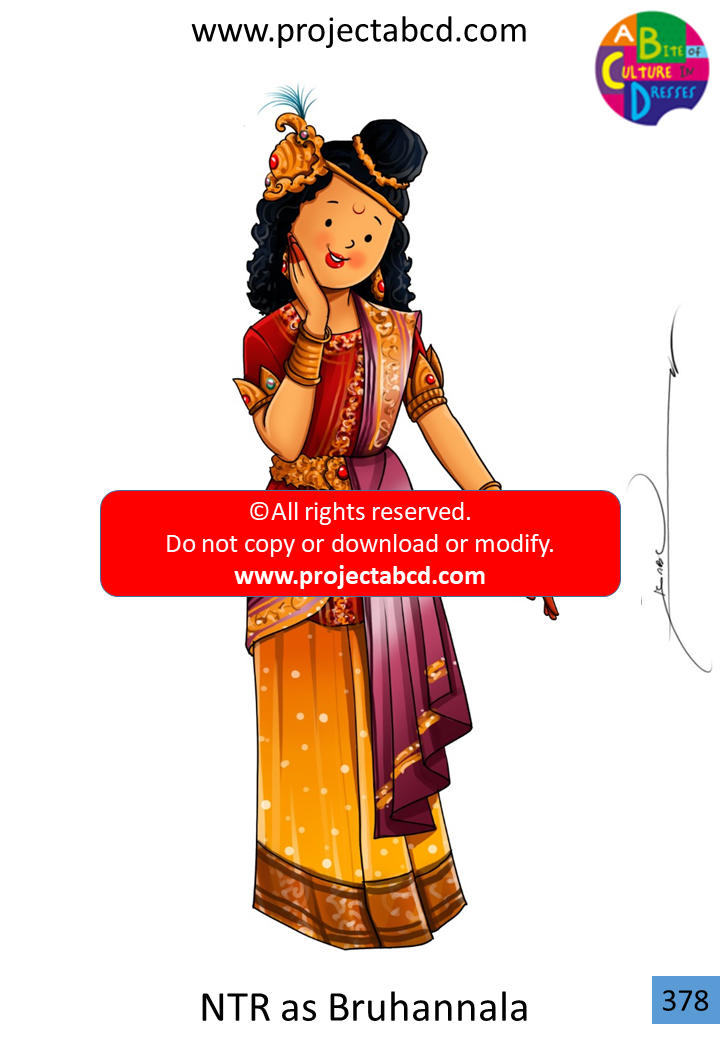 www.projectabcd.com
A BITE OF
CULTURE IN
DRESSES
©All rights reserved.
Do not copy or download or modify.
www.projectabcd.com
NTR as Bruhannala
378